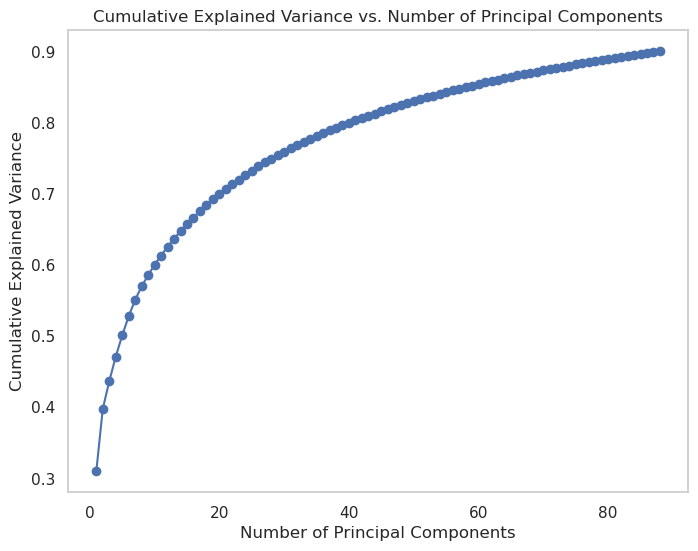 Cumulative Explained Variance vs. Number of Principal Components
0.9
0.8
0.7
0.6
0.5
0.4
0.3
Cumulative Explained Variance
0 20 40 60 80
Number of Principal Components